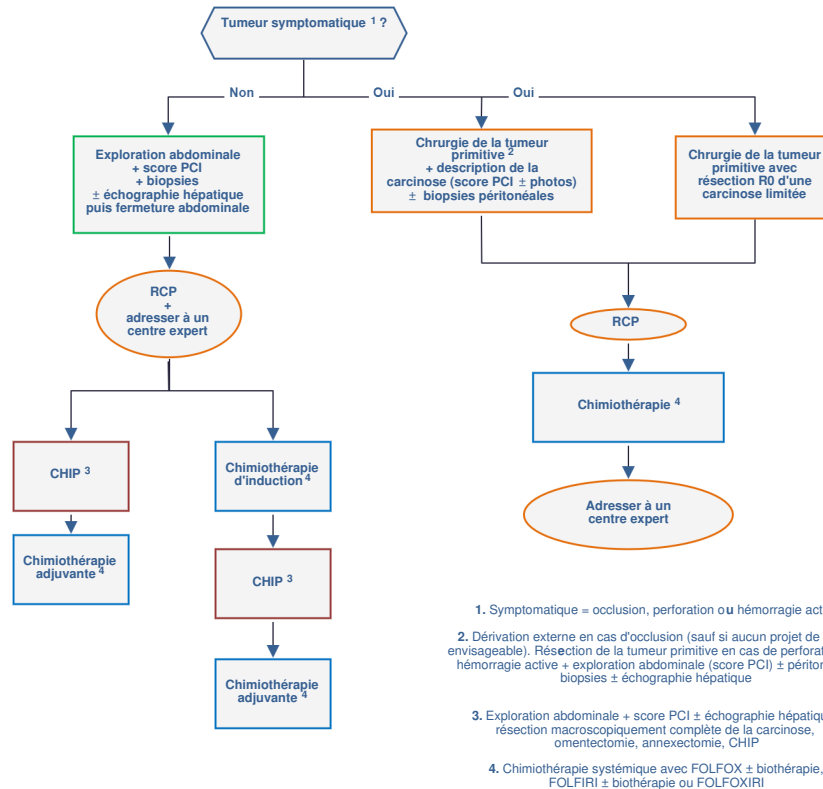 Tumeur symptomatique 1 ?
Non
Oui
Oui
Exploration abdominale
+ score PCI
+ biopsies
± échographie hépatique
puis fermeture abdominale
Chrurgie de la tumeur
primitive 2
+ description de la
carcinose (score PCI ± photos)
± biopsies péritonéales
Chrurgie de la tumeur
primitive avec
résection R0 d'une
carcinose limitée
RCP
+
adresser à un
centre expert
RCP
Chimiothérapie 4
Adresser à un
centre expert
CHIP 3
Chimiothérapie
adjuvante 4
Chimiothérapie
d'induction 4
CHIP 3
Chimiothérapie
adjuvante 4
1. Symptomatique = occlusion, perforation ou hémorragie
2. Dérivation externe en cas d'occlusion (sauf si aucun projet de
envisageable). Résection de la tumeur primitive en cas de
hémorragie active + exploration abdominale (score PCI) ±
biopsies ± échographie hépatique
3. Exploration abdominale + score PCI ± échographie
résection macroscopiquement complète de la carcinose,
omentectomie, annexectomie, CHIP
4. Chimiothérapie systémique avec FOLFOX ± biothérapie,
FOLFIRI ± biothérapie ou FOLFOXIRI